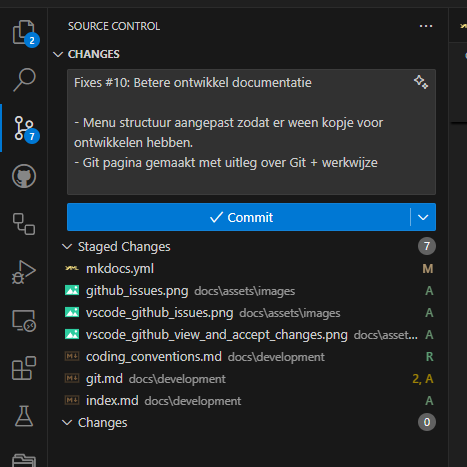 SOURCE CONTROL ...
CHANGES
Fixes #10: Betere ontwikkel documentatie
- Menu structuur aangepast zodat er ween kopje voor
ontwikkelen hebben.
- Git pagina gemaakt met uitleg over Git + werkwijze
Commit
Staged Changes 7
mkdocs.yml M
github_issues.png docs\assets\images A
vscode_github_issues.png docs\assets\images A
vscode_github_view_and_accept_changes.png docs\asset... A
coding_conventions.md docs\development R
git.md docs\development 2, A
index.md docs\development A
Changes 0
2
7